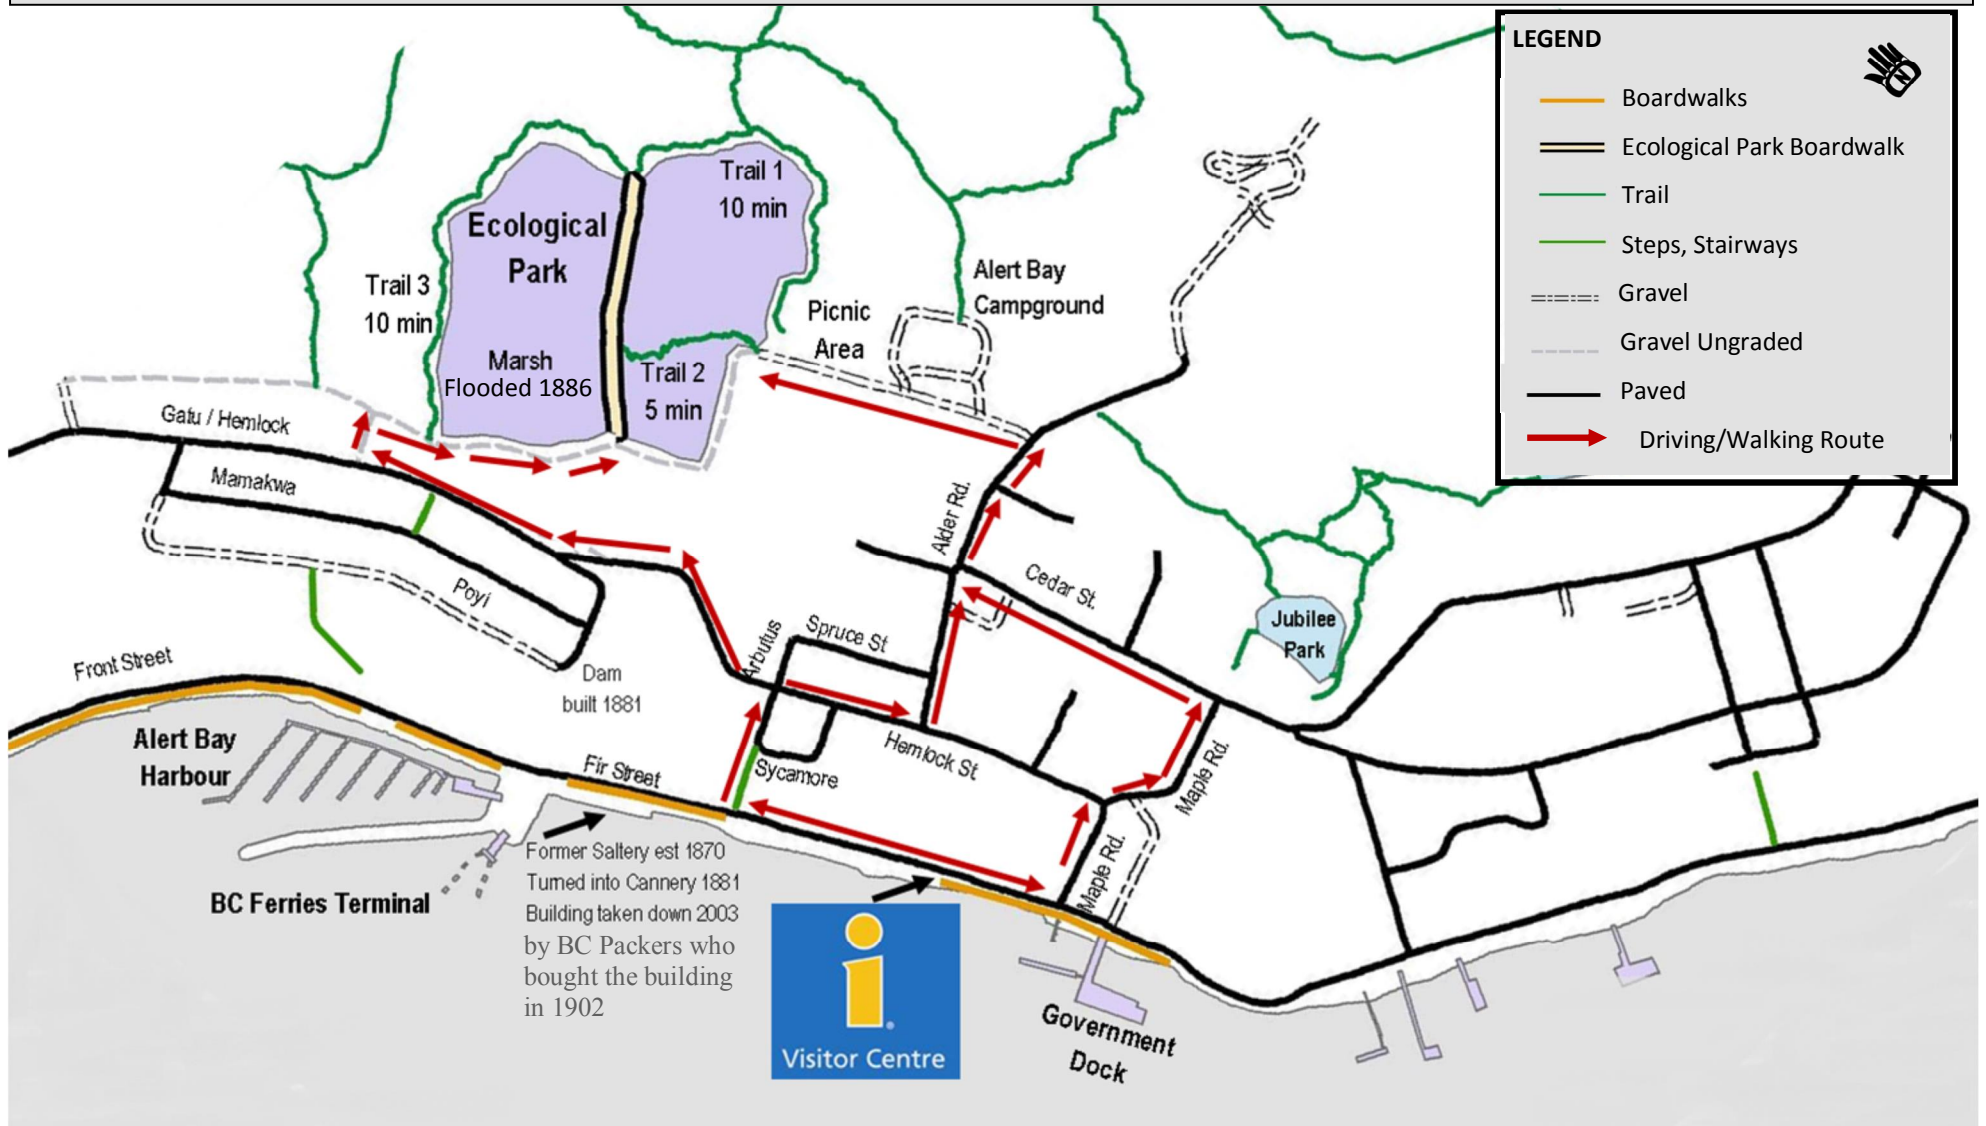 LEGEND
N
Boardwalks
Ecological Park Boardwalk
Trail
Steps, Stairways
Gravel
Gravel Ungraded
Paved
Driving/Walking Route
Trail 1
10 min
Ecological
Park
Trail 3
10 min
Marsh
Flooded 1886
Trail 2
5 min
Picnic
Area
Alert Bay
Campground
Gatu / Hemlock
Mamakwa
Poyi
Alder Rd.
Cedar St.
Jubilee
Park
Arbutus
Spruce St
Front Street
Dam
built 1881
Hemlock St
Sycamore
Maple Rd.
Alert Bay
Harbour
Fir Street
Former Saltery est 1870
Turned into Cannery 1881
Building taken down 2003
by BC Packers who
bought the building
in 1902
BC Ferries Terminal
Maple Rd.
i
Visitor Centre
Government
Dock